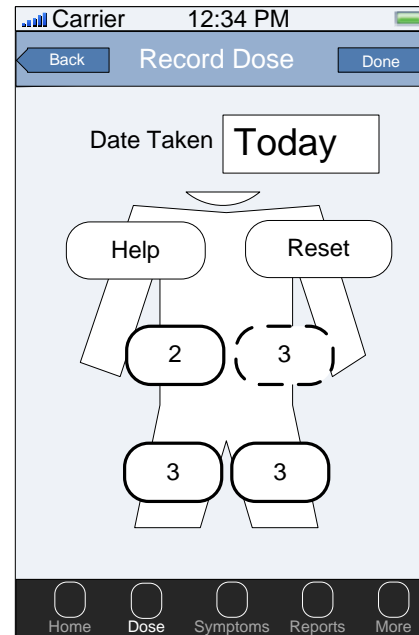 Carrier 12:34 PM
Back Record Dose Done
Date Taken Today
Help Reset
2 3
3 3
Home Dose Symptoms Reports More